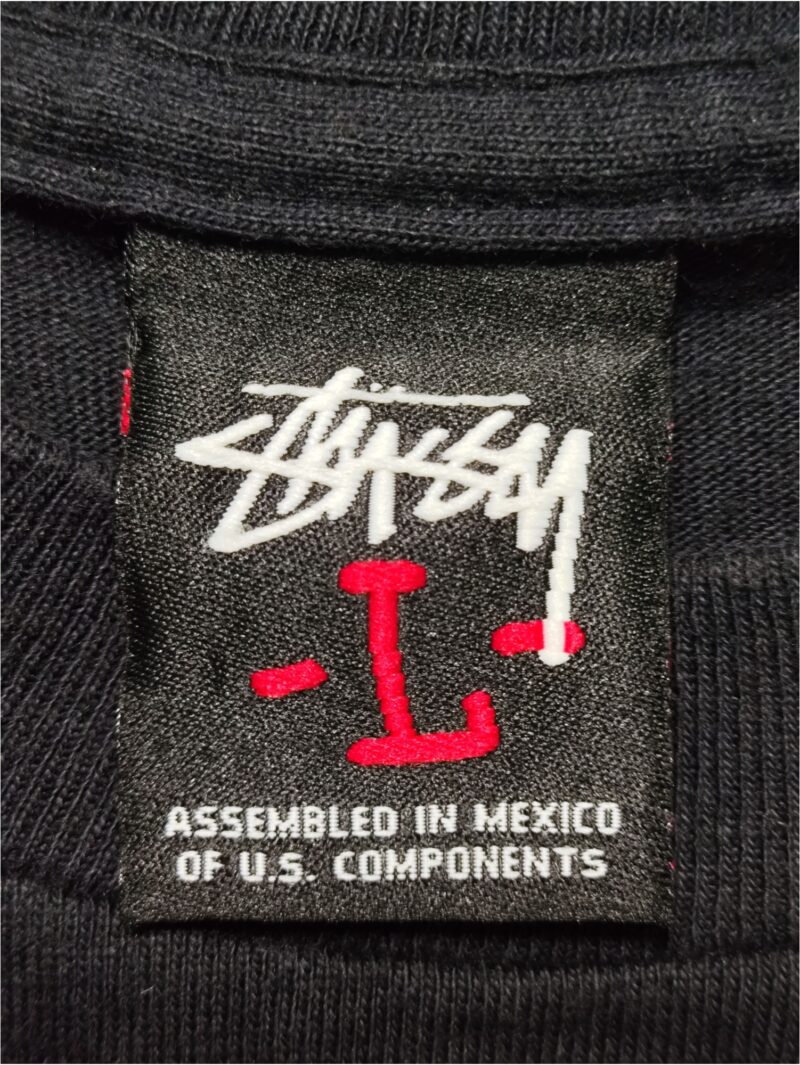 Stüssy
-L-
ASSEMBLED IN MEXICO
OF U.S. COMPONENTS